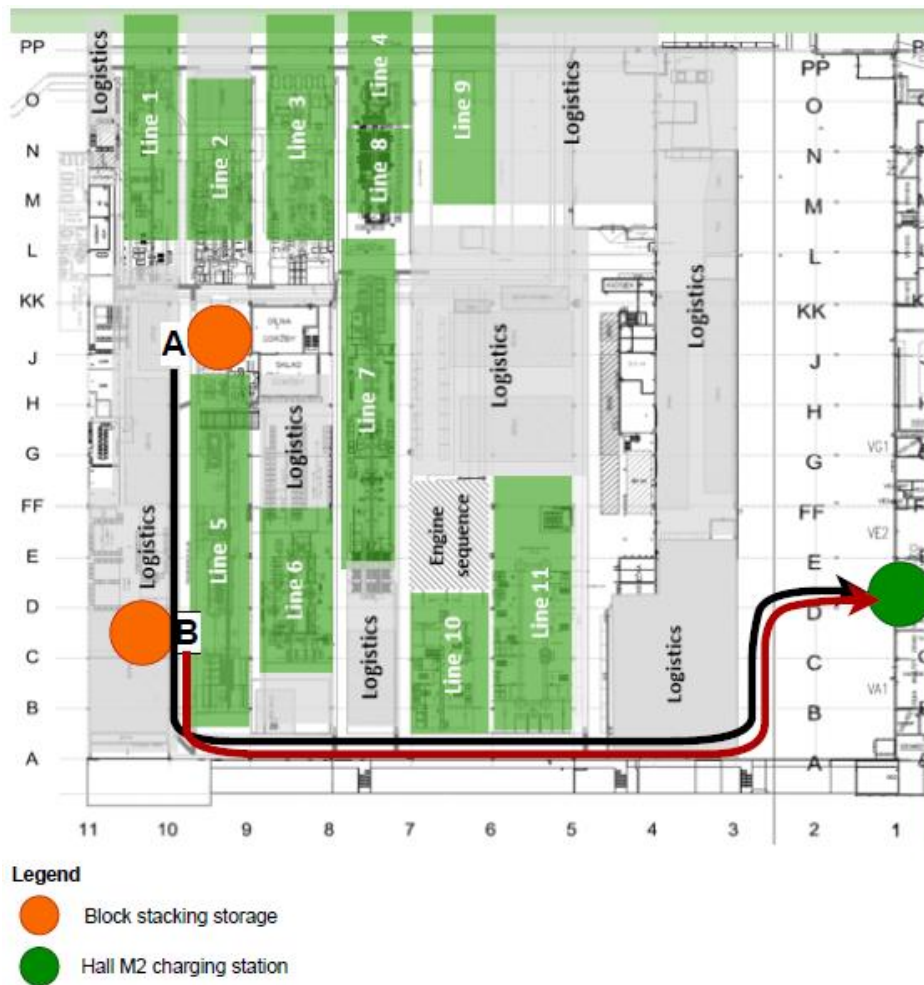 PP
O
N
M
L
KK
J
H
G
FF
E
D
C
B
A
Logistics
Line 1
Line 2
Line 3
Line 4
Line 8
Line 9
Logistics
A
Logistics
Line 5
Logistics
Line 6
Line 7
Logistics
Logistics
Engine
sequence
Line 10
Line 11
Logistics
Logistics
B
PP
O
N
M
L
KK
J
H
G
FF
E
D
C
B
A
VG1
VE2
VA1
11 10 9 8 7 6 5 4 3 2 1
Legend
Block stacking storage
Hall M2 charging station